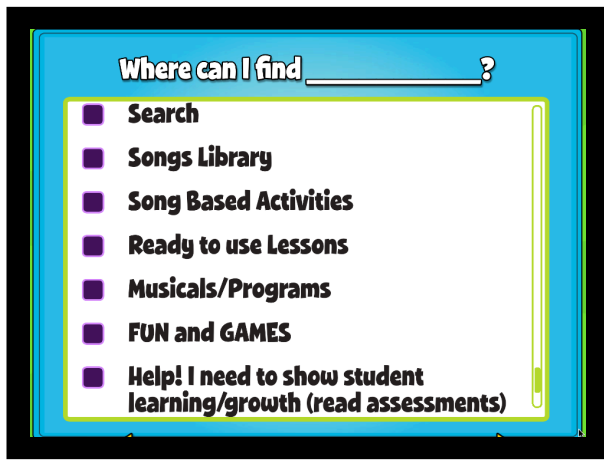 Where can I find ______________?
Search
Songs Library
Song Based Activities
Ready to use Lessons
Musicals/Programs
FUN and GAMES
Help! I need to show student
learning/growth (read assessments)